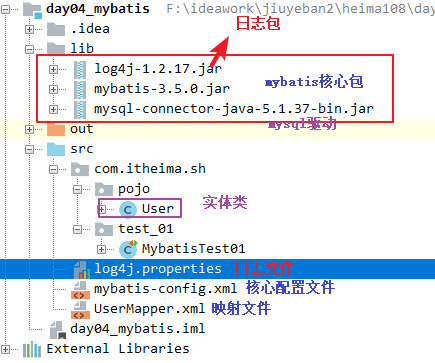 day04_mybatis F:\ideawork\jiuyeban2\heima108\day
.idea 日志包
lib
log4j-1.2.17.jar
mybatis-3.5.0.jar mybatis核心包
mysql-connector-java-5.1.37-bin.jar
mysql驱动
out
src
com.itheima.sh
pojo
User 实体类
test_01
MybatisTest01
log4j.properties 日志文件
mybatis-config.xml 核心配置文件
UserMapper.xml 映射文件
day04_mybatis.iml
External Libraries